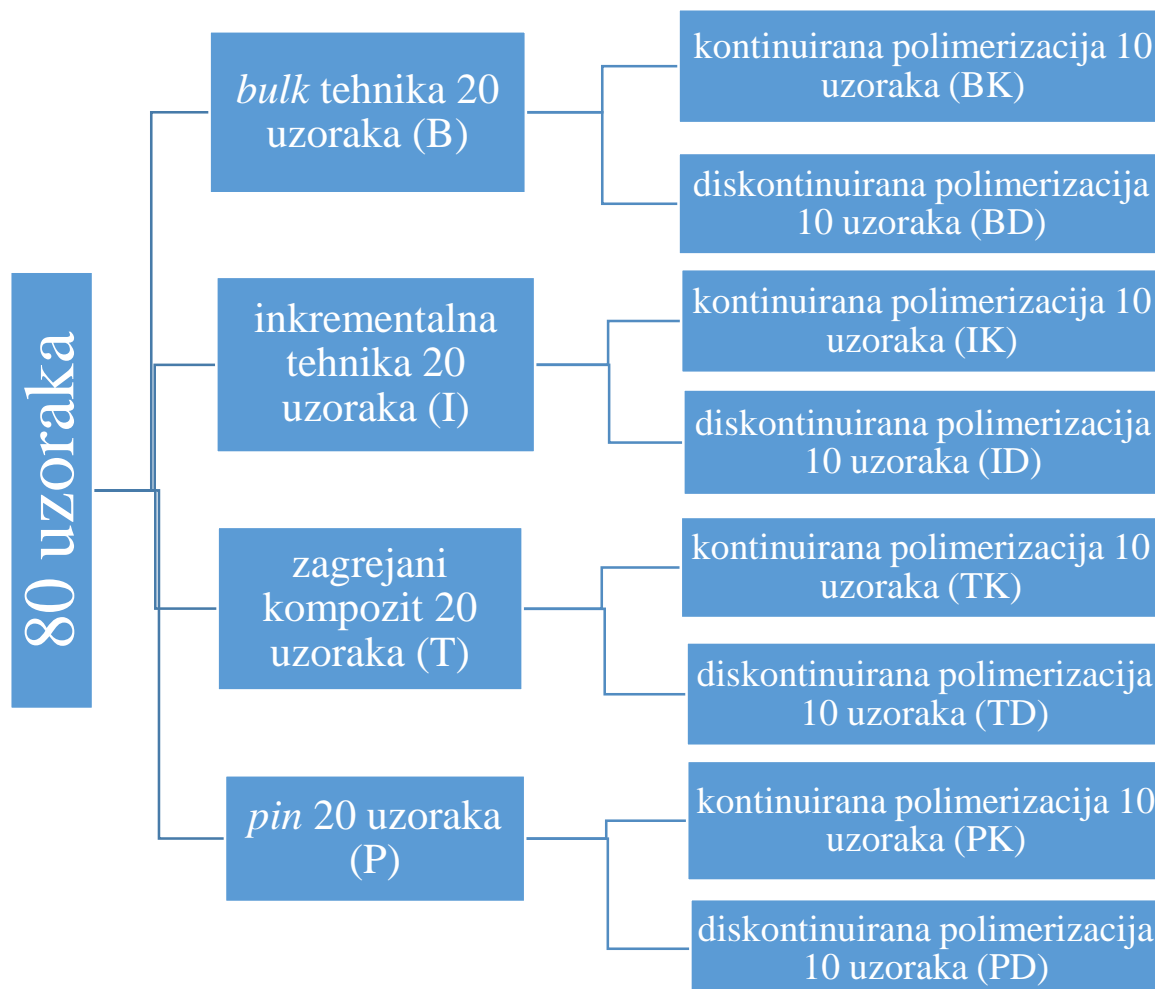 80 uzoraka
bulk tehnika 20
uzoraka (B)
kontinuirana polimerizacija 10
uzoraka (BK)
diskontinuirana polimerizacija
10 uzoraka (BD)
inkrementalna
tehnika 20
uzoraka (I)
kontinuirana polimerizacija 10
uzoraka (IK)
diskontinuirana polimerizacija
10 uzoraka (ID)
zagrejani
kompozit 20
uzoraka (T)
kontinuirana polimerizacija 10
uzoraka (TK)
diskontinuirana polimerizacija
10 uzoraka (TD)
pin 20 uzoraka
(P)
kontinuirana polimerizacija 10
uzoraka (PK)
diskontinuirana polimerizacija
10 uzoraka (PD)